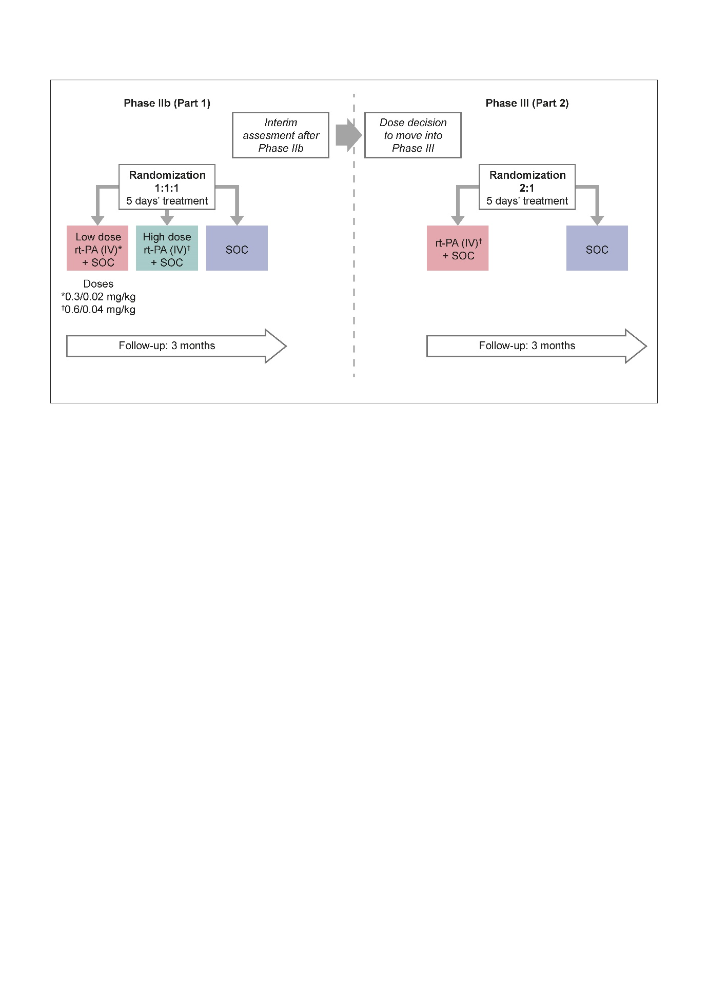 Phase IIb (Part 1)
Interim
assesment after
Phase IIb
Randomization
1:1:1
5 days’ treatment
Low dose
rt-PA (IV)*
+ SOC
High dose
rt-PA (IV)†
+ SOC
SOC
Doses
*0.3/0.02 mg/kg
†0.6/0.04 mg/kg
Follow-up: 3 months
Phase III (Part 2)
Dose decision
to move into
Phase III
Randomization
2:1
5 days’ treatment
rt-PA (IV)†
+ SOC
SOC
Follow-up: 3 months